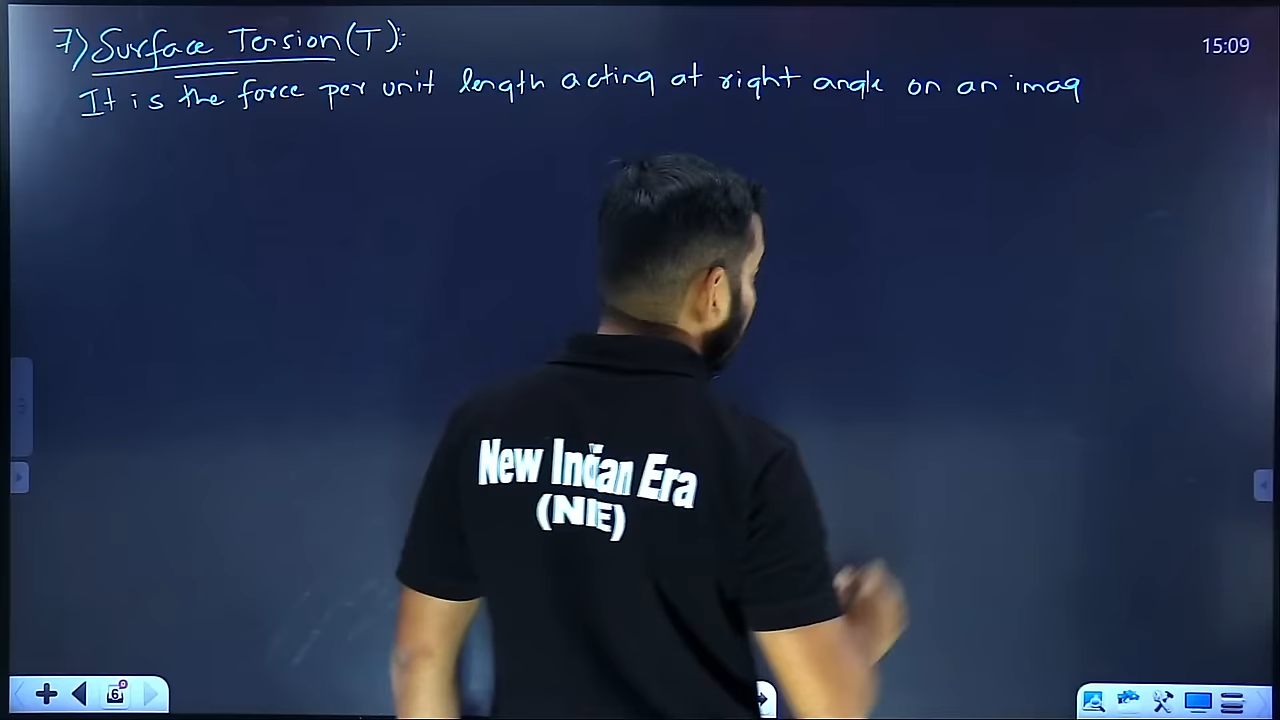 7) Surface Tension (T):
15:09
It is the force per unit length acting at right angle on an imag
New Indian Era
(NIE)
6